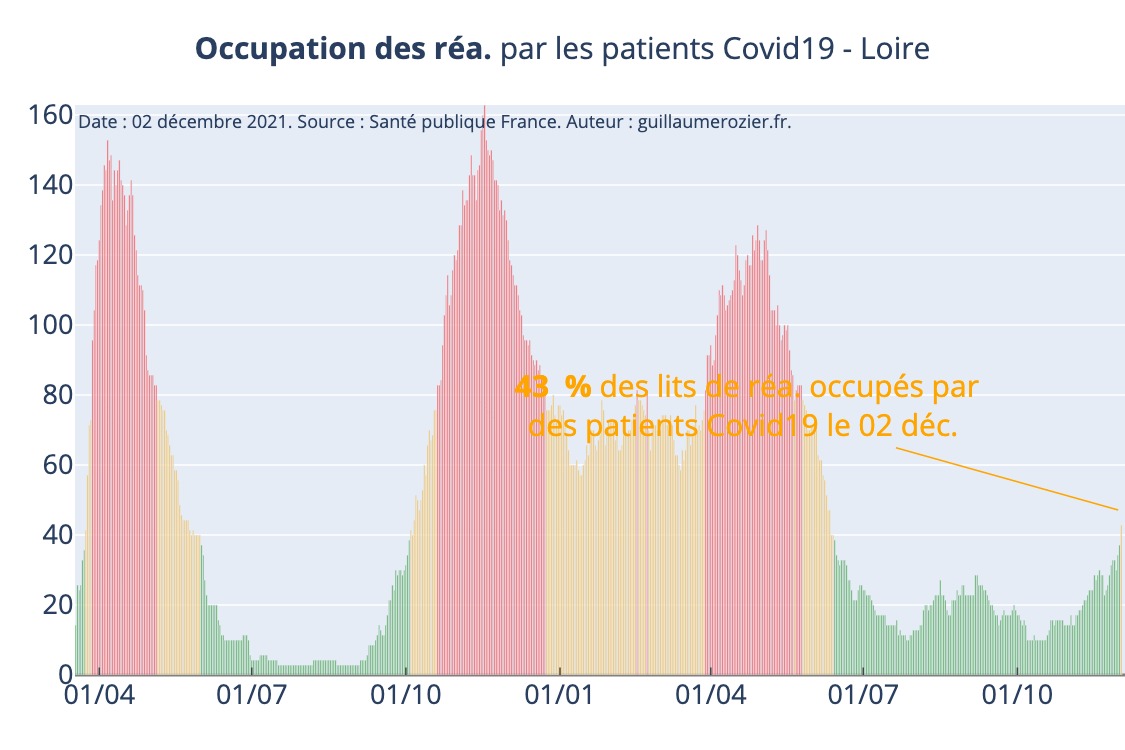 Occupation des réa. par les patients Covid19 - Loire
160
Date : 02 décembre 2021. Source : Santé publique France. Auteur : guillaumerozier.fr.
140
120
100
80
43 % des lits de réa. occupés par
des patients Covid19 le 02 déc.
60
40
20
0
01/04 01/07 01/10 01/01 01/04 01/07 01/10